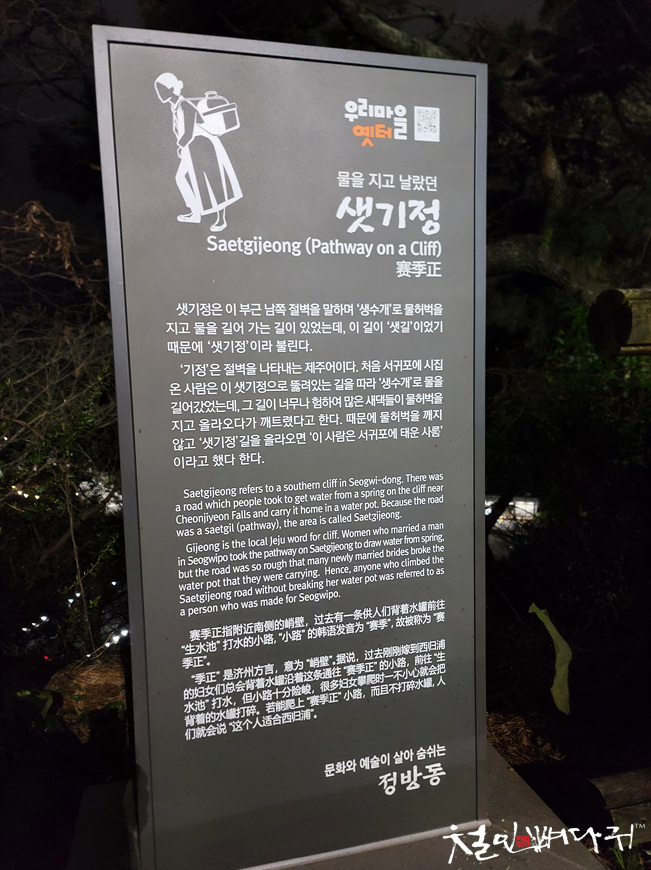 우리마을
옛터
물을 지고 날랐던
샛기정
Saetgijeong (Pathway on a Cliff)
赛季正
샛기정은 이 부근 남쪽 절벽을 말하며 '생수개'로 물허벅을
지고 물을 길어 가는 길이 있었는데, 이 길이 '샛길'이었기
때문에 '샛기정'이라 불린다.
'기정'은 절벽을 나타내는 제주어이다. 처음 서귀포에 시집
온 사람은 이 샛기정으로 뚫려있는 길을 따라 '생수개'로 물을
길어갔었는데, 그 길이 너무나 험하여 많은 새댁들이 물허벅을
지고 올라오다가 깨트렸다고 한다. 때문에 물허벅을 깨지
않고 '샛기정'길을 올라오면 '이 사람은 서귀포에 태운 사름'
이라고 했다 한다.
Saetgijeong refers to a southern cliff in Seogwi-dong. There was
a road which people took to get water from a spring on the cliff near
Cheonjiyeon Falls and carry it home in a water pot. Because the road
was a saetgil (pathway), the area is called Saetgijeong.
Gijeong is the local Jeju word for cliff. Women who married a man
in Seogwipo took the pathway on Saetgijeong to draw water from spring,
but the road was so rough that many newly married brides broke the
water pot that they were carrying. Hence, anyone who climbed the
Saetgijeong road without breaking her water pot was referred to as
a person who was made for Seogwipo.
赛季正指附近南侧的峭壁，过去有一条供人们背着水罐前往
“生水池” 打水的小路，“小路” 的韩语发音为 “赛季”，故被称为 “赛
季正”。
“季正” 是济州方言，意为 “峭壁”。据说，过去刚刚嫁到西归浦
的妇女们总会背着水罐沿着这条通往 “赛季正” 的小路，前往 “生
水池” 打水，但小路十分险峻，很多妇女攀爬时一不小心就会把
背着的水罐打碎。若能爬上 “赛季正” 小路，而且不打碎水罐，人
们就会说 “这个人适合西归浦”。
문화와 예술이 살아 숨쉬는
정방동
철인뼈다귀™